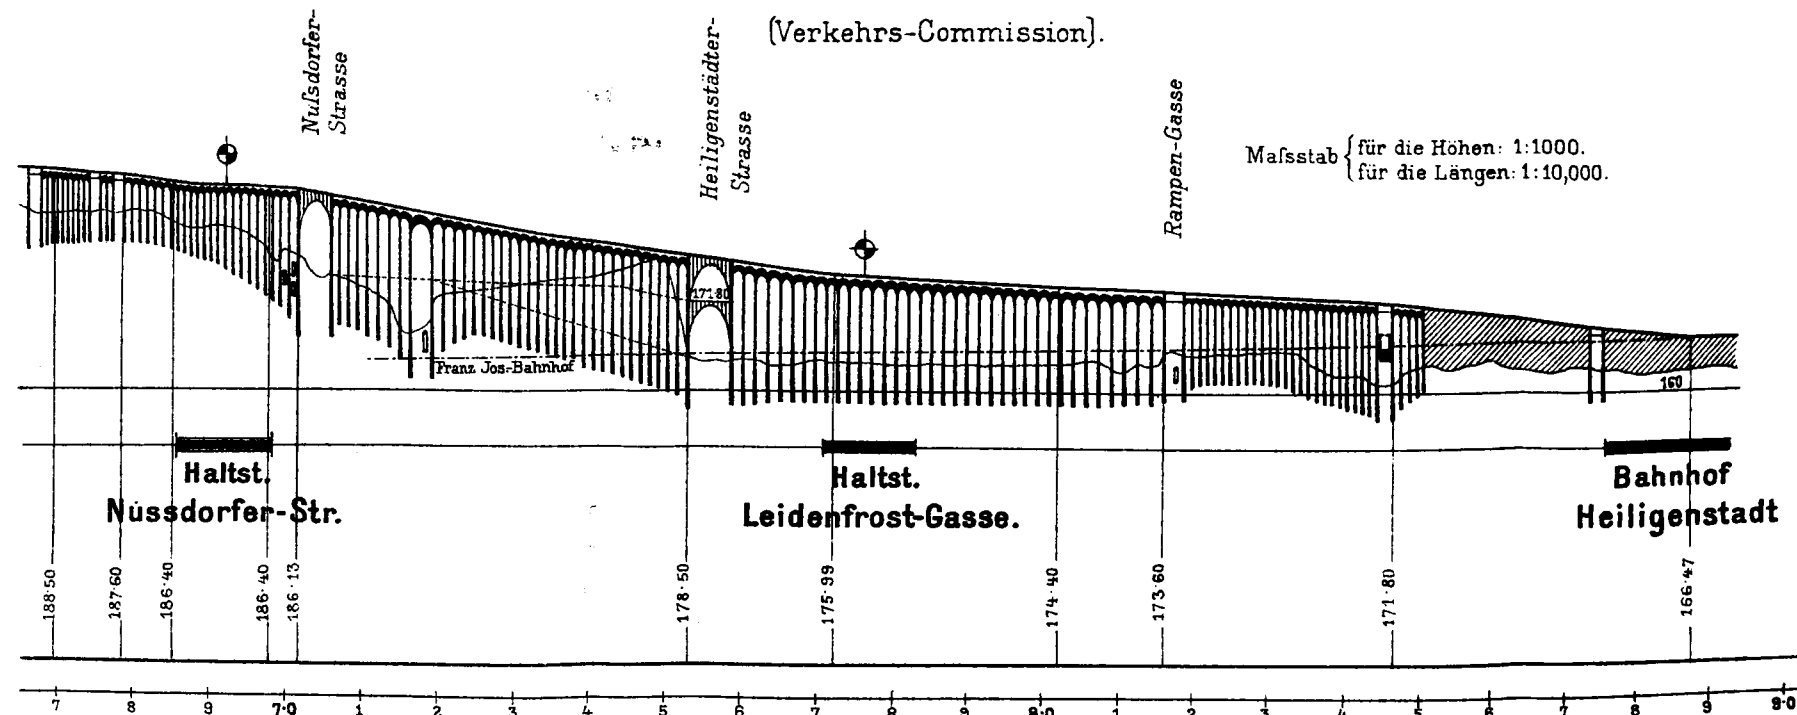 (Verkehrs-Commission).
Nuſsdorfer-
Strasse
Heiligenstädter-
Strasse
Rampen-Gasse
Maſsstab { für die Höhen: 1:1000.
für die Längen: 1:10,000.
171·80
Franz Jos.-Bahnhof
160
Haltst.
Nussdorfer-Str.
Haltst.
Leidenfrost-Gasse.
Bahnhof
Heiligenstadt
188·50
187·60
186·40
186·40
186·13
178·50
175·99
174·40
173·60
171·80
166·47
7 8 9 7·0 1 2 3 4 5 6 7 8 9 8·0 1 2 3 4 5 6 7 8 9 9·0